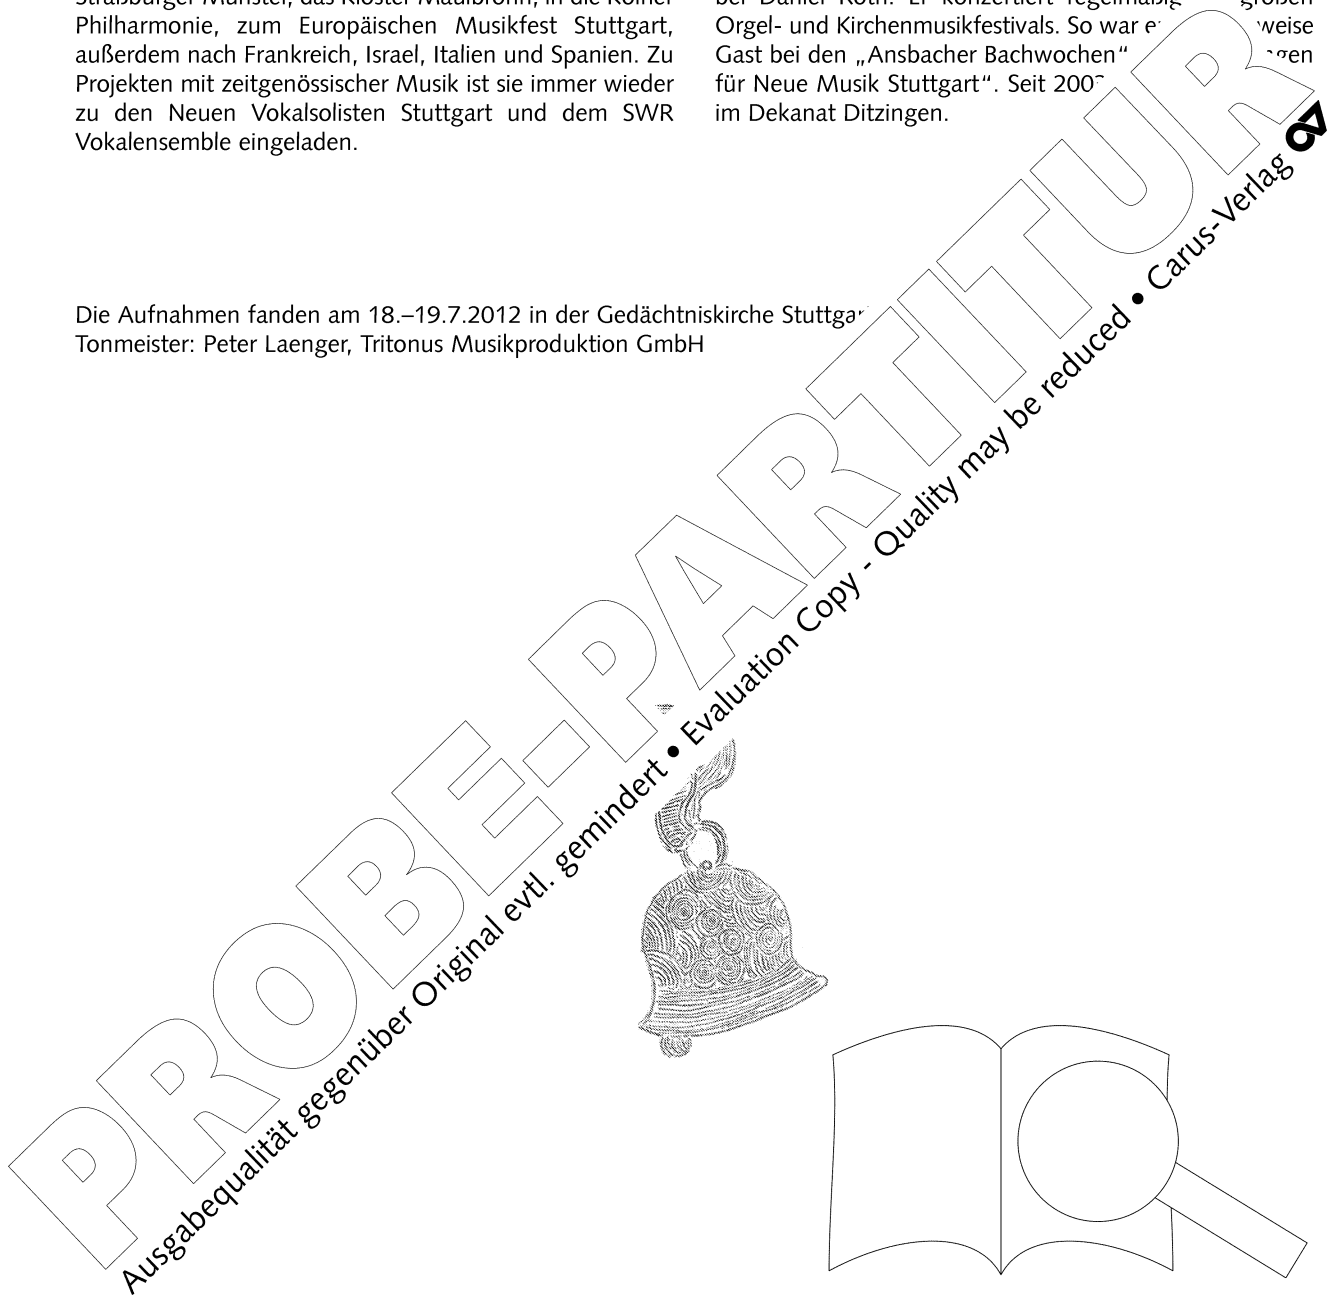 Philharmonie, zum Europäischen Musikfest Stuttgart,
außerdem nach Frankreich, Israel, Italien und Spanien. Zu
Projekten mit zeitgenössischer Musik ist sie immer wieder
zu den Neuen Vokalsolisten Stuttgart und dem SWR
Vokalensemble eingeladen.
Orgel- und Kirchenmusikfestivals. So war
Gast bei den „Ansbacher Bachwochen“
für Neue Musik Stuttgart“. Seit
im Dekanat Ditzingen.
Die Aufnahmen fanden am 18.–19.7.2012 in der Gedächtniskirche
Tonmeister: Peter Laenger, Tritonus Musikproduktion GmbH
PROBE-PARTITUR
Ausgabequalität gegenüber Original evtl. gemindert • Evaluation Copy - Quality may be reduced • Carus-Verlag